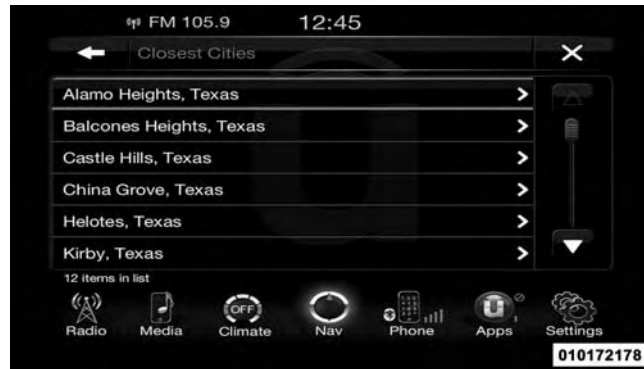 FM 105.9 12:45
Closest Cities
Alamo Heights, Texas
Balcones Heights, Texas
Castle Hills, Texas
China Grove, Texas
Helotes, Texas
Kirby, Texas
12 items in list
OFF
Radio Media Climate Nav Phone Apps Settings
010172178